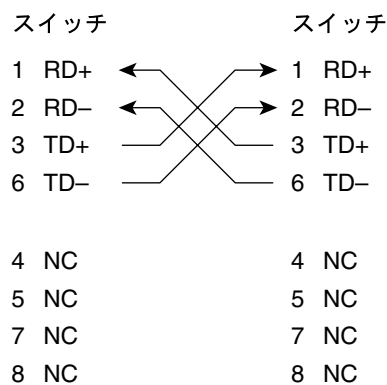 スイッチ スイッチ
1 RD+ 1 RD+
2 RD– 2 RD–
3 TD+ 3 TD+
6 TD– 6 TD–
4 NC 4 NC
5 NC 5 NC
7 NC 7 NC
8 NC 8 NC